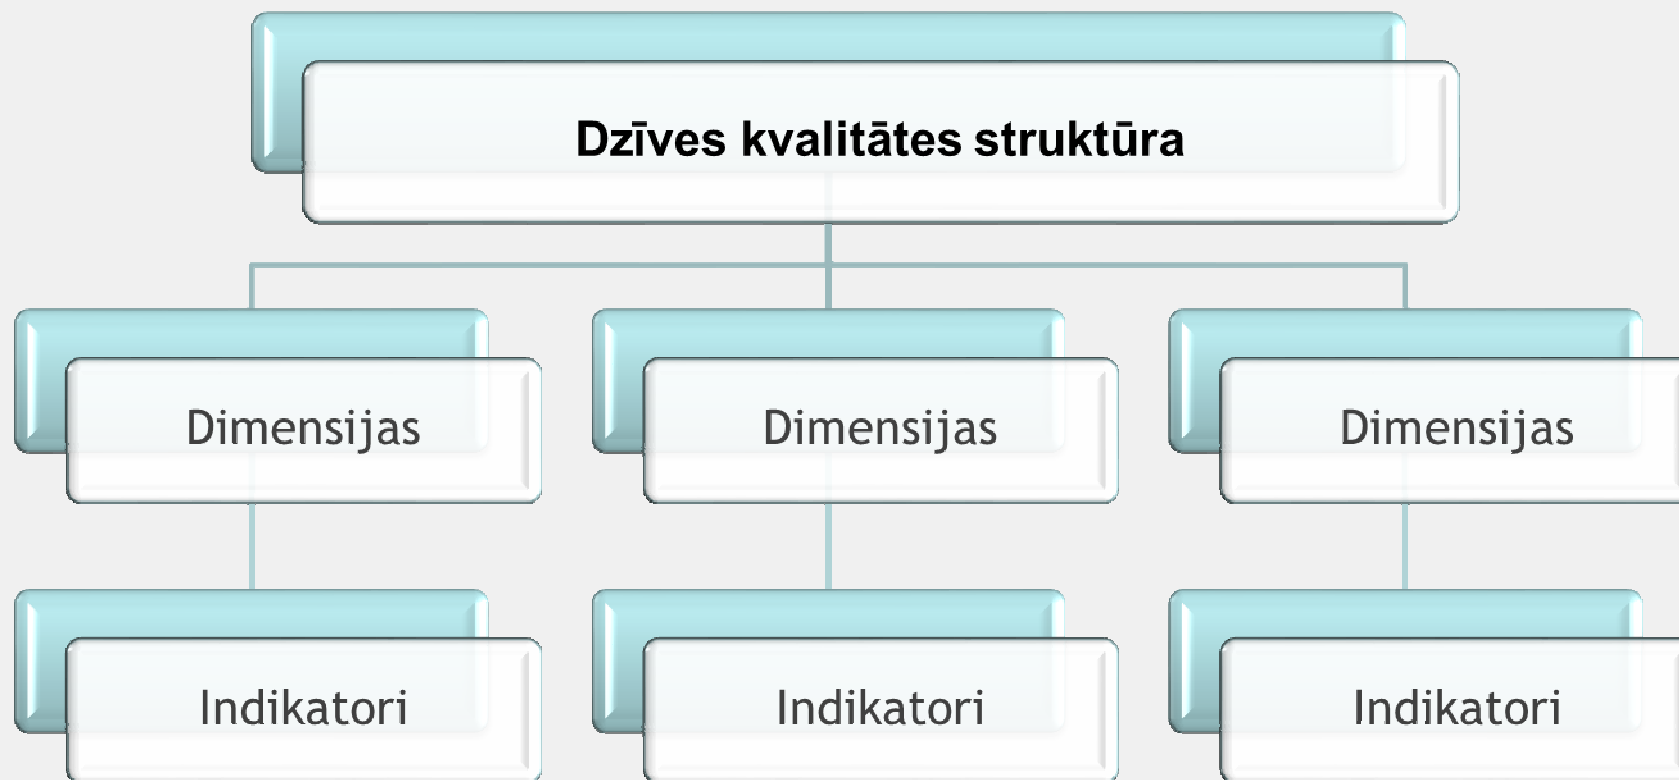 Dzīves kvalitātes struktūra
Dimensijas
Dimensijas
Dimensijas
Indikatori
Indikatori
Indikatori